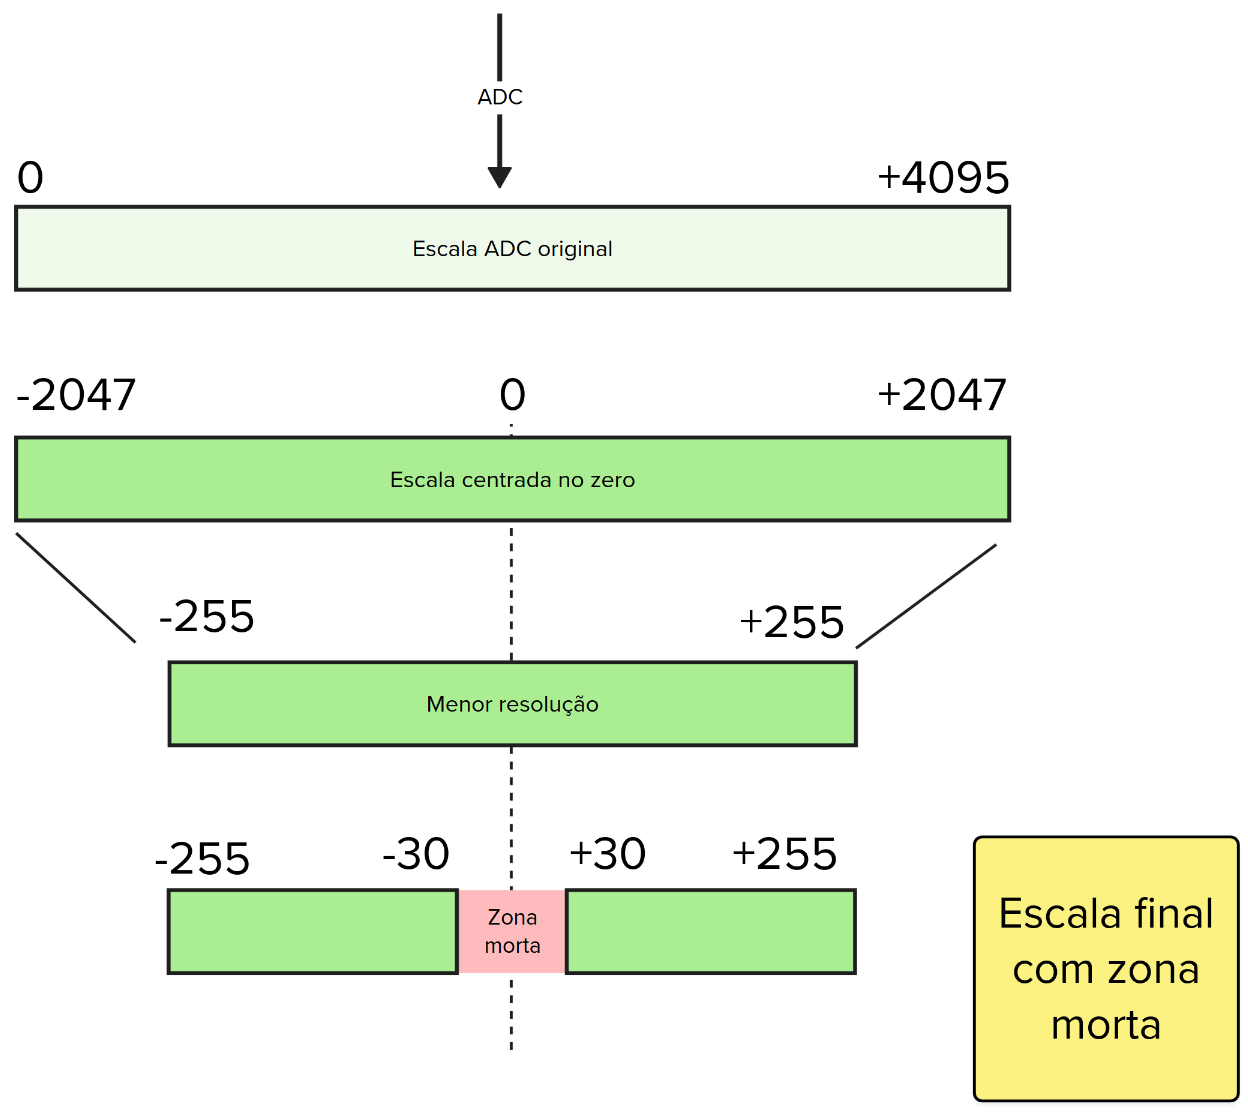 ADC
0
+4095
Escala ADC original
-2047
0
+2047
Escala centrada no zero
-255
+255
Menor resolução
-255
-30
+30
+255
Zona
morta
Escala final
com zona
morta